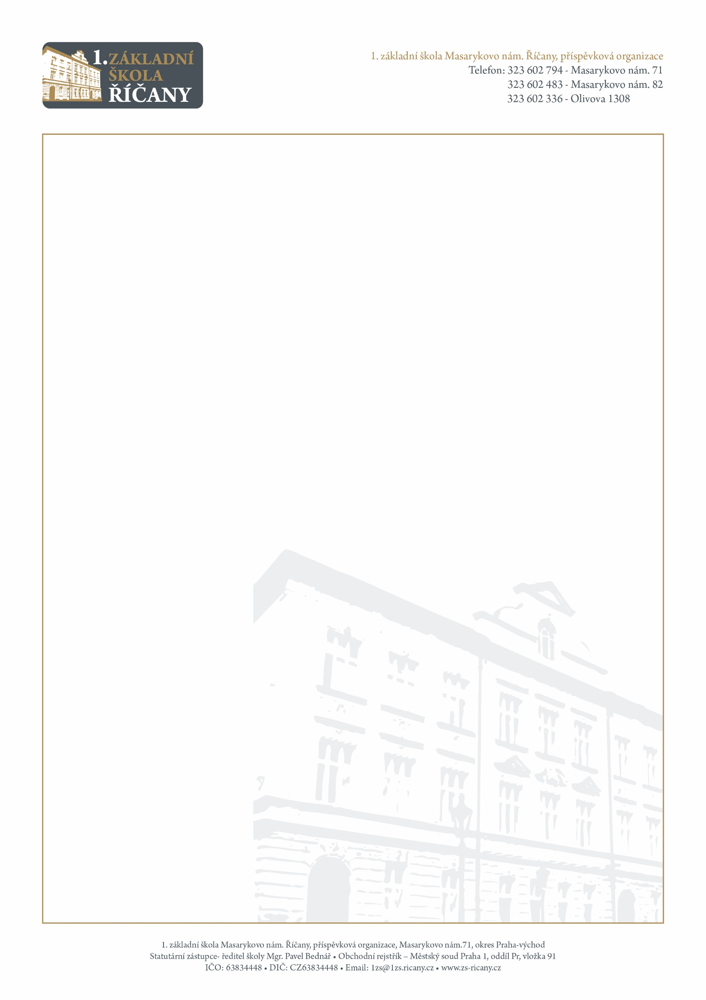 1. ZÁKLADNÍ
ŠKOLA
ŘÍČANY
1. základní škola Masarykovo nám. Říčany, příspěvková organizace
Telefon: 323 602 794 - Masarykovo nám. 71
323 602 483 - Masarykovo nám. 82
323 602 336 - Olivova 1308
1. základní škola Masarykovo nám. Říčany, příspěvková organizace, Masarykovo nám.71, okres Praha-východ
Statutární zástupce- ředitel školy Mgr. Pavel Bednář • Obchodní rejstřík – Městský soud Praha 1, oddíl Pr, vložka 91
IČO: 63834448 • DIČ: CZ63834448 • Email: 1zs@1zs.ricany.cz • www.zs-ricany.cz